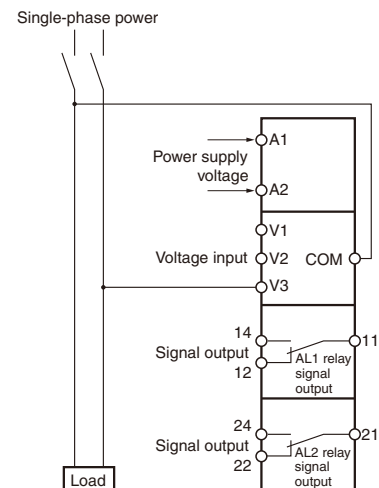 Single-phase power
A1
Power supply
voltage
A2
V1
Voltage input
V2
COM
V3
14
11
Signal output
AL1 relay
signal
output
12
24
21
Signal output
AL2 relay
signal
output
22
Load